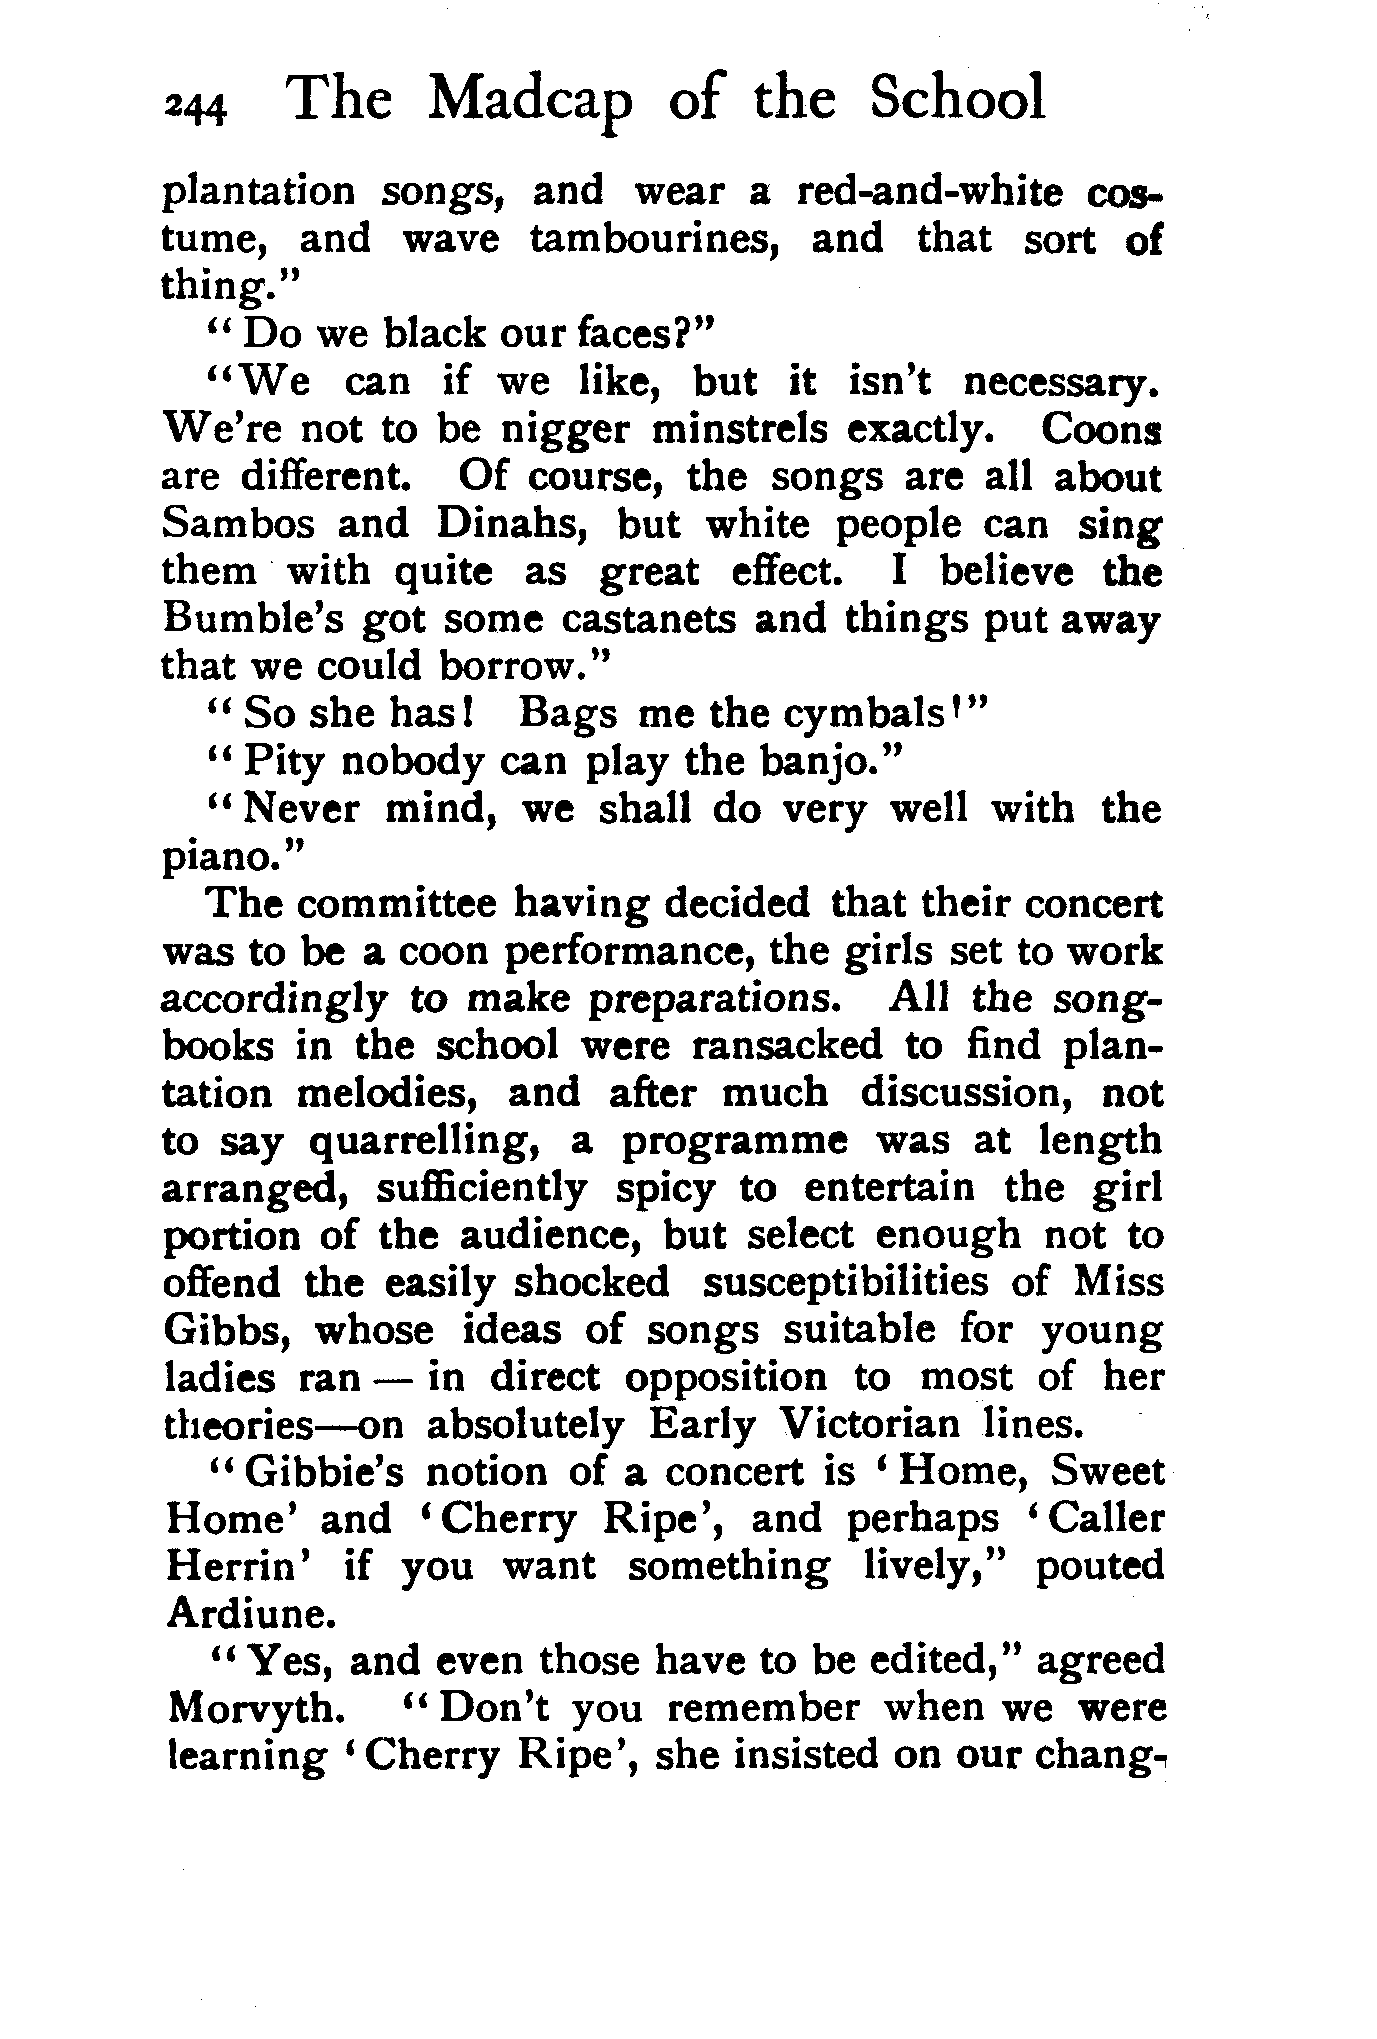 244 The Madcap of the School
plantation songs, and wear a red-and-white cos-
tume, and wave tambourines, and that sort of
thing."
"Do we black our faces?"
"We can if we like, but it isn't necessary.
We're not to be nigger minstrels exactly. Coons
are different. Of course, the songs are all about
Sambos and Dinahs, but white people can sing
them with quite as great effect. I believe the
Bumble's got some castanets and things put away
that we could borrow."
"So she has! Bags me the cymbals!"
"Pity nobody can play the banjo."
"Never mind, we shall do very well with the
piano."
The committee having decided that their concert
was to be a coon performance, the girls set to work
accordingly to make preparations. All the song-
books in the school were ransacked to find plan-
tation melodies, and after much discussion, not
to say quarrelling, a programme was at length
arranged, sufficiently spicy to entertain the girl
portion of the audience, but select enough not to
offend the easily shocked susceptibilities of Miss
Gibbs, whose ideas of songs suitable for young
ladies ran — in direct opposition to most of her
theories—on absolutely Early Victorian lines.
"Gibbie's notion of a concert is 'Home, Sweet
Home' and 'Cherry Ripe', and perhaps 'Caller
Herrin' if you want something lively," pouted
Ardiune.
"Yes, and even those have to be edited," agreed
Morvyth. "Don't you remember when we were
learning 'Cherry Ripe', she insisted on our chang-